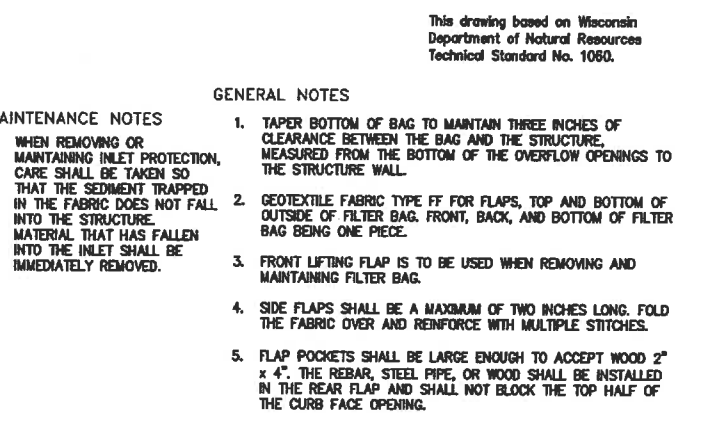 This drawing based on Wisconsin
Department of Natural Resources
Technical Standard No. 1060.
GENERAL NOTES
AINTENANCE NOTES
WHEN REMOVING OR
MAINTAINING INLET PROTECTION,
CARE SHALL BE TAKEN SO
THAT THE SEDIMENT TRAPPED
IN THE FABRIC DOES NOT FALL
INTO THE STRUCTURE.
MATERIAL THAT HAS FALLEN
INTO THE INLET SHALL BE
IMMEDIATELY REMOVED.
1. TAPER BOTTOM OF BAG TO MAINTAIN THREE INCHES OF
CLEARANCE BETWEEN THE BAG AND THE STRUCTURE,
MEASURED FROM THE BOTTOM OF THE OVERFLOW OPENINGS TO
THE STRUCTURE WALL.
2. GEOTEXTILE FABRIC TYPE FF FOR FLAPS, TOP AND BOTTOM OF
OUTSIDE OF FILTER BAG. FRONT, BACK, AND BOTTOM OF FILTER
BAG BEING ONE PIECE.
3. FRONT LIFTING FLAP IS TO BE USED WHEN REMOVING AND
MAINTAINING FILTER BAG.
4. SIDE FLAPS SHALL BE A MAXIMUM OF TWO INCHES LONG. FOLD
THE FABRIC OVER AND REINFORCE WITH MULTIPLE STITCHES.
5. FLAP POCKETS SHALL BE LARGE ENOUGH TO ACCEPT WOOD 2"
x 4". THE REBAR, STEEL PIPE, OR WOOD SHALL BE INSTALLED
IN THE REAR FLAP AND SHALL NOT BLOCK THE TOP HALF OF
THE CURB FACE OPENING.